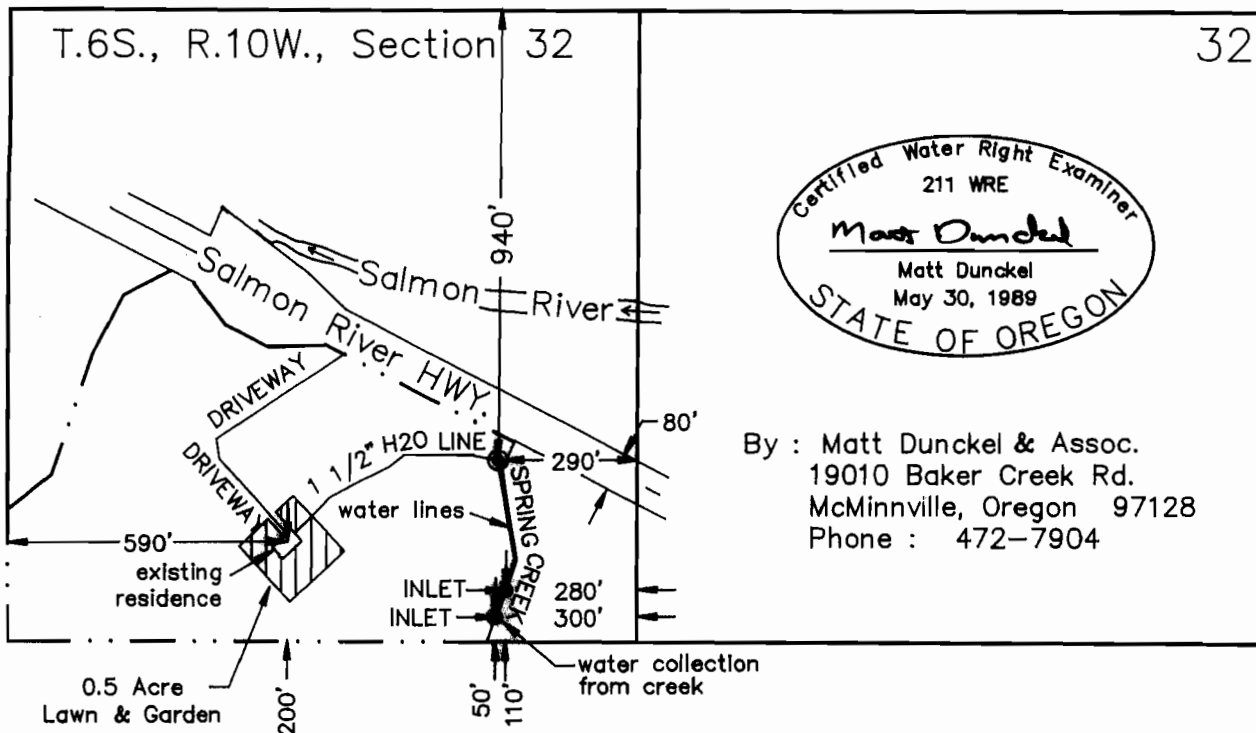 T.6S., R.10W., Section 32
32
Certified Water Right Examiner
211 WRE
Matt Dunckel
Matt Dunckel
May 30, 1989
STATE OF OREGON
940'
Salmon River
Salmon River HWY.
80'
DRIVEWAY
DRIVEWAY
1 1/2" H2O LINE
290'
SPRING CREEK
water lines
590'
existing
residence
INLET
280'
INLET
300'
By : Matt Dunckel & Assoc.
19010 Baker Creek Rd.
McMinnville, Oregon 97128
Phone : 472-7904
water collection
from creek
0.5 Acre
Lawn & Garden
200'
50'
110'